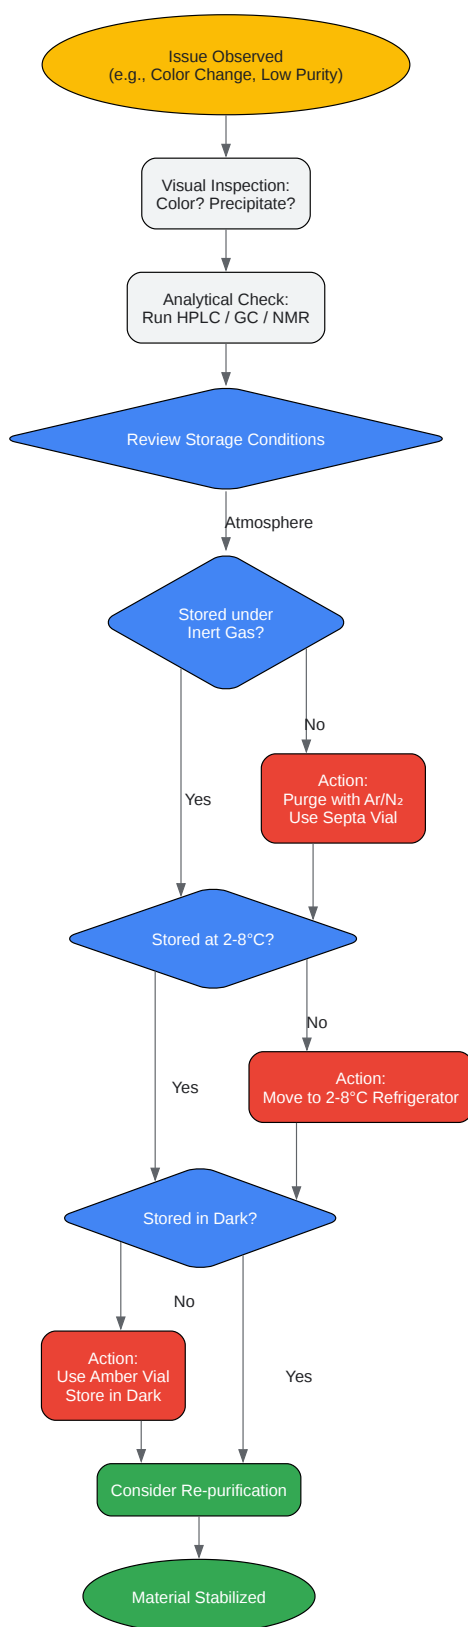 Issue Observed
(e.g., Color Change, Low Purity)
Visual Inspection:
Color? Precipitate?
Analytical Check:
Run HPLC / GC / NMR
Review Storage Conditions
Atmosphere
Stored under
Inert Gas?
No
Action:
Purge with Ar/N₂
Use Septa Vial
Yes
Stored at 2-8°C?
No
Action:
Move to 2-8°C Refrigerator
Yes
Stored in Dark?
No
Action:
Use Amber Vial
Store in Dark
Yes
Consider Re-purification
Material Stabilized